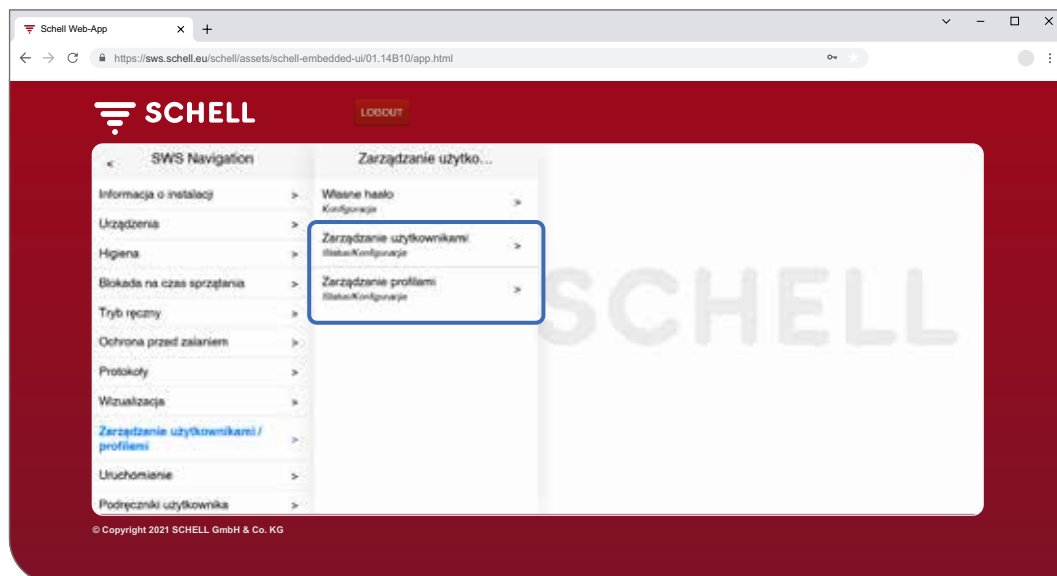 Schell Web-App
https://sws.schell.eu/schell/assets/schell-embedded-ui/01.14B10/app.html
SCHELL
LOGOUT
< SWS Navigation
Informacja o instalacji >
Urządzenia >
Higiena >
Blokada na czas sprzątania >
Tryb ręczny >
Ochrona przed zalaniem >
Protokoły >
Wizualizacja >
Zarządzanie użytkownikami / >
profilami
Uruchomienie >
Podręczniki użytkownika >
Zarządzanie użytko...
Własne hasło >
Konfiguracja
Zarządzanie użytkownikami >
Status/Konfiguracja
Zarządzanie profilami >
Status/Konfiguracja
SCHELL
© Copyright 2021 SCHELL GmbH & Co. KG